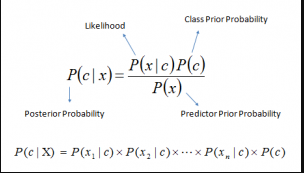 Likelihood
Class Prior Probability
P(c | x) = P(x | c)P(c) / P(x)
Posterior Probability
Predictor Prior Probability
P(c | X) = P(x₁ | c) × P(x₂ | c) × ⋯ × P(xₙ | c) × P(c)